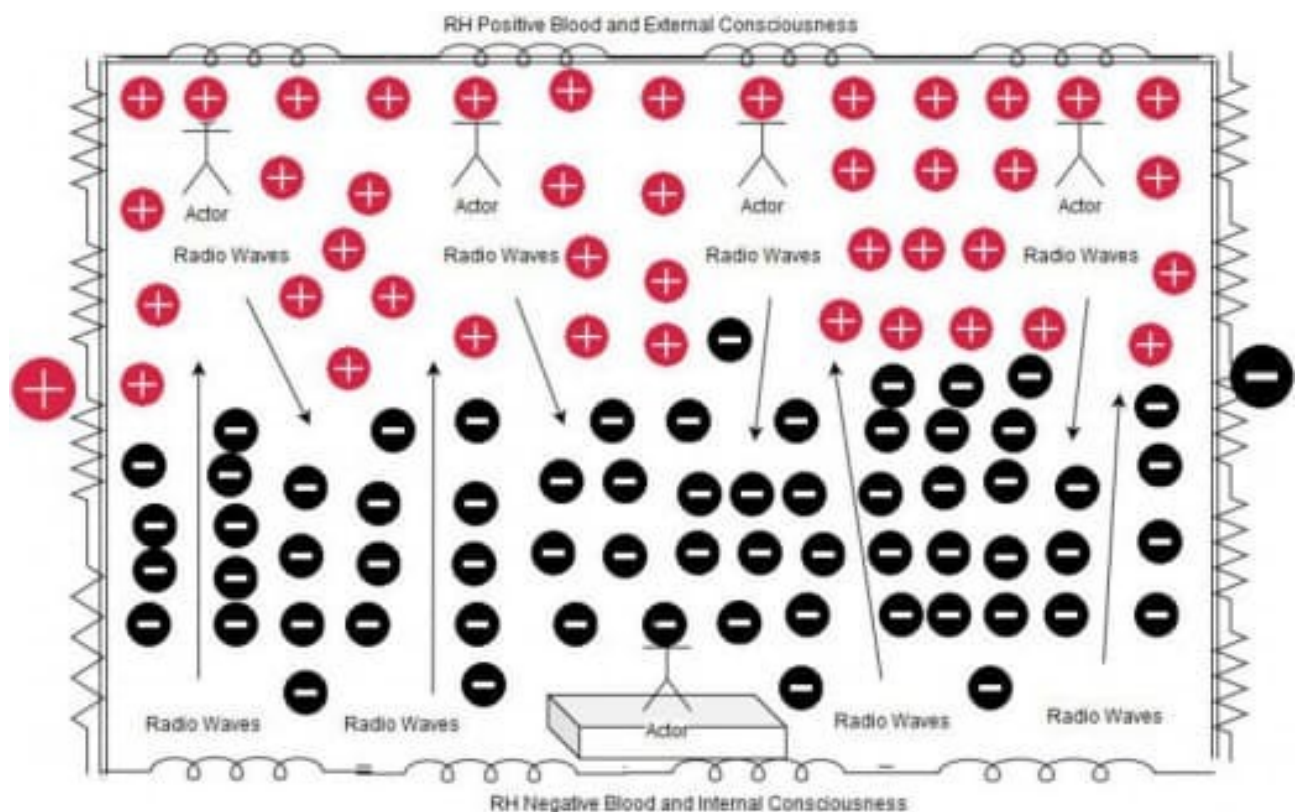 RH Positive Blood and External Consciousness
Actor
Actor
Actor
Actor
Radio Waves
Radio Waves
Radio Waves
Radio Waves
Radio Waves
Radio Waves
Actor
Radio Waves
Radio Waves
RH Negative Blood and Internal Consciousness